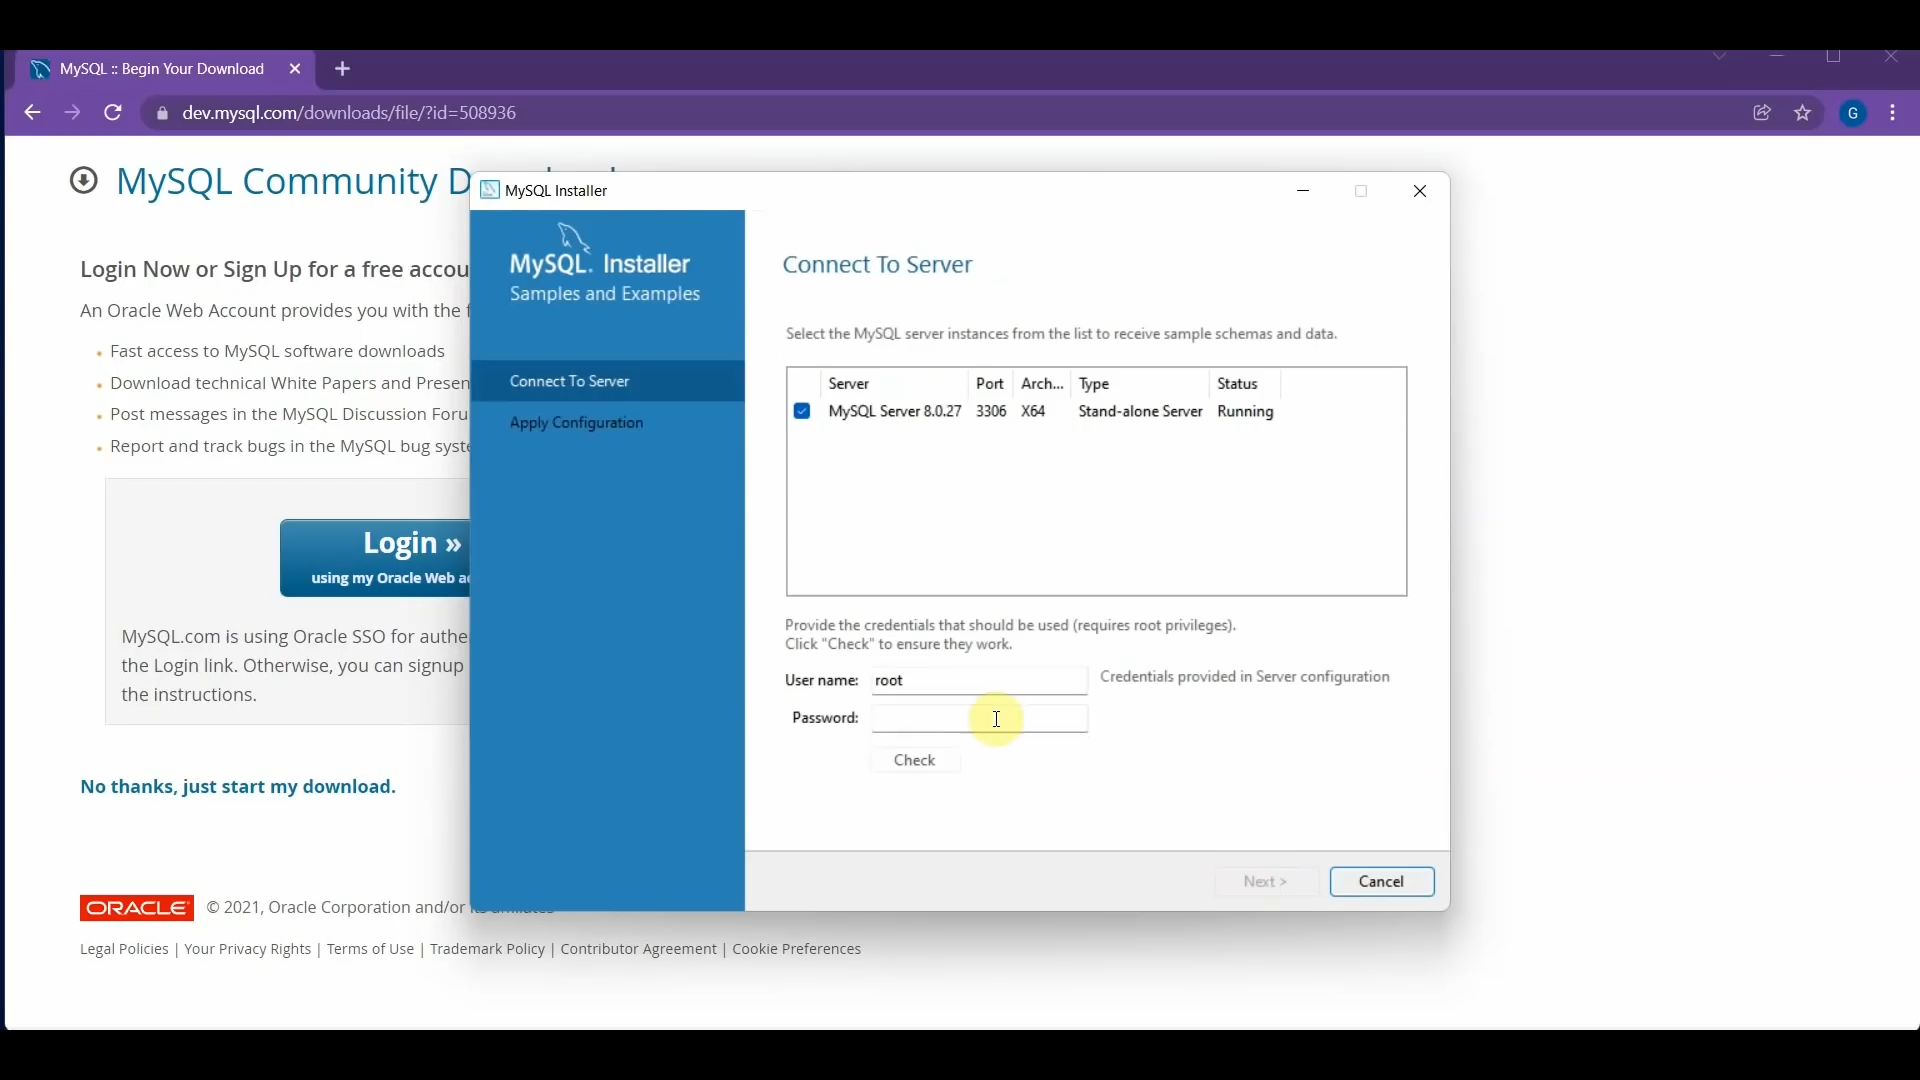 MySQL :: Begin Your Download
dev.mysql.com/downloads/file/?id=508936
G
MySQL Community D
Login Now or Sign Up for a free accou
An Oracle Web Account provides you with the f
Fast access to MySQL software downloads
Download technical White Papers and Presen
Post messages in the MySQL Discussion Foru
Report and track bugs in the MySQL bug syste
Login »
using my Oracle Web ac
MySQL.com is using Oracle SSO for authe
the Login link. Otherwise, you can signup
the instructions.
No thanks, just start my download.
ORACLE © 2021, Oracle Corporation and/or its affiliates
Legal Policies | Your Privacy Rights | Terms of Use | Trademark Policy | Contributor Agreement | Cookie Preferences
MySQL Installer
MySQL. Installer
Samples and Examples
Connect To Server
Apply Configuration
Connect To Server
Select the MySQL server instances from the list to receive sample schemas and data.
Server Port Arch... Type Status
MySQL Server 8.0.27 3306 X64 Stand-alone Server Running
Provide the credentials that should be used (requires root privileges).
Click "Check" to ensure they work.
User name: root Credentials provided in Server configuration
Password:
Check
Next > Cancel